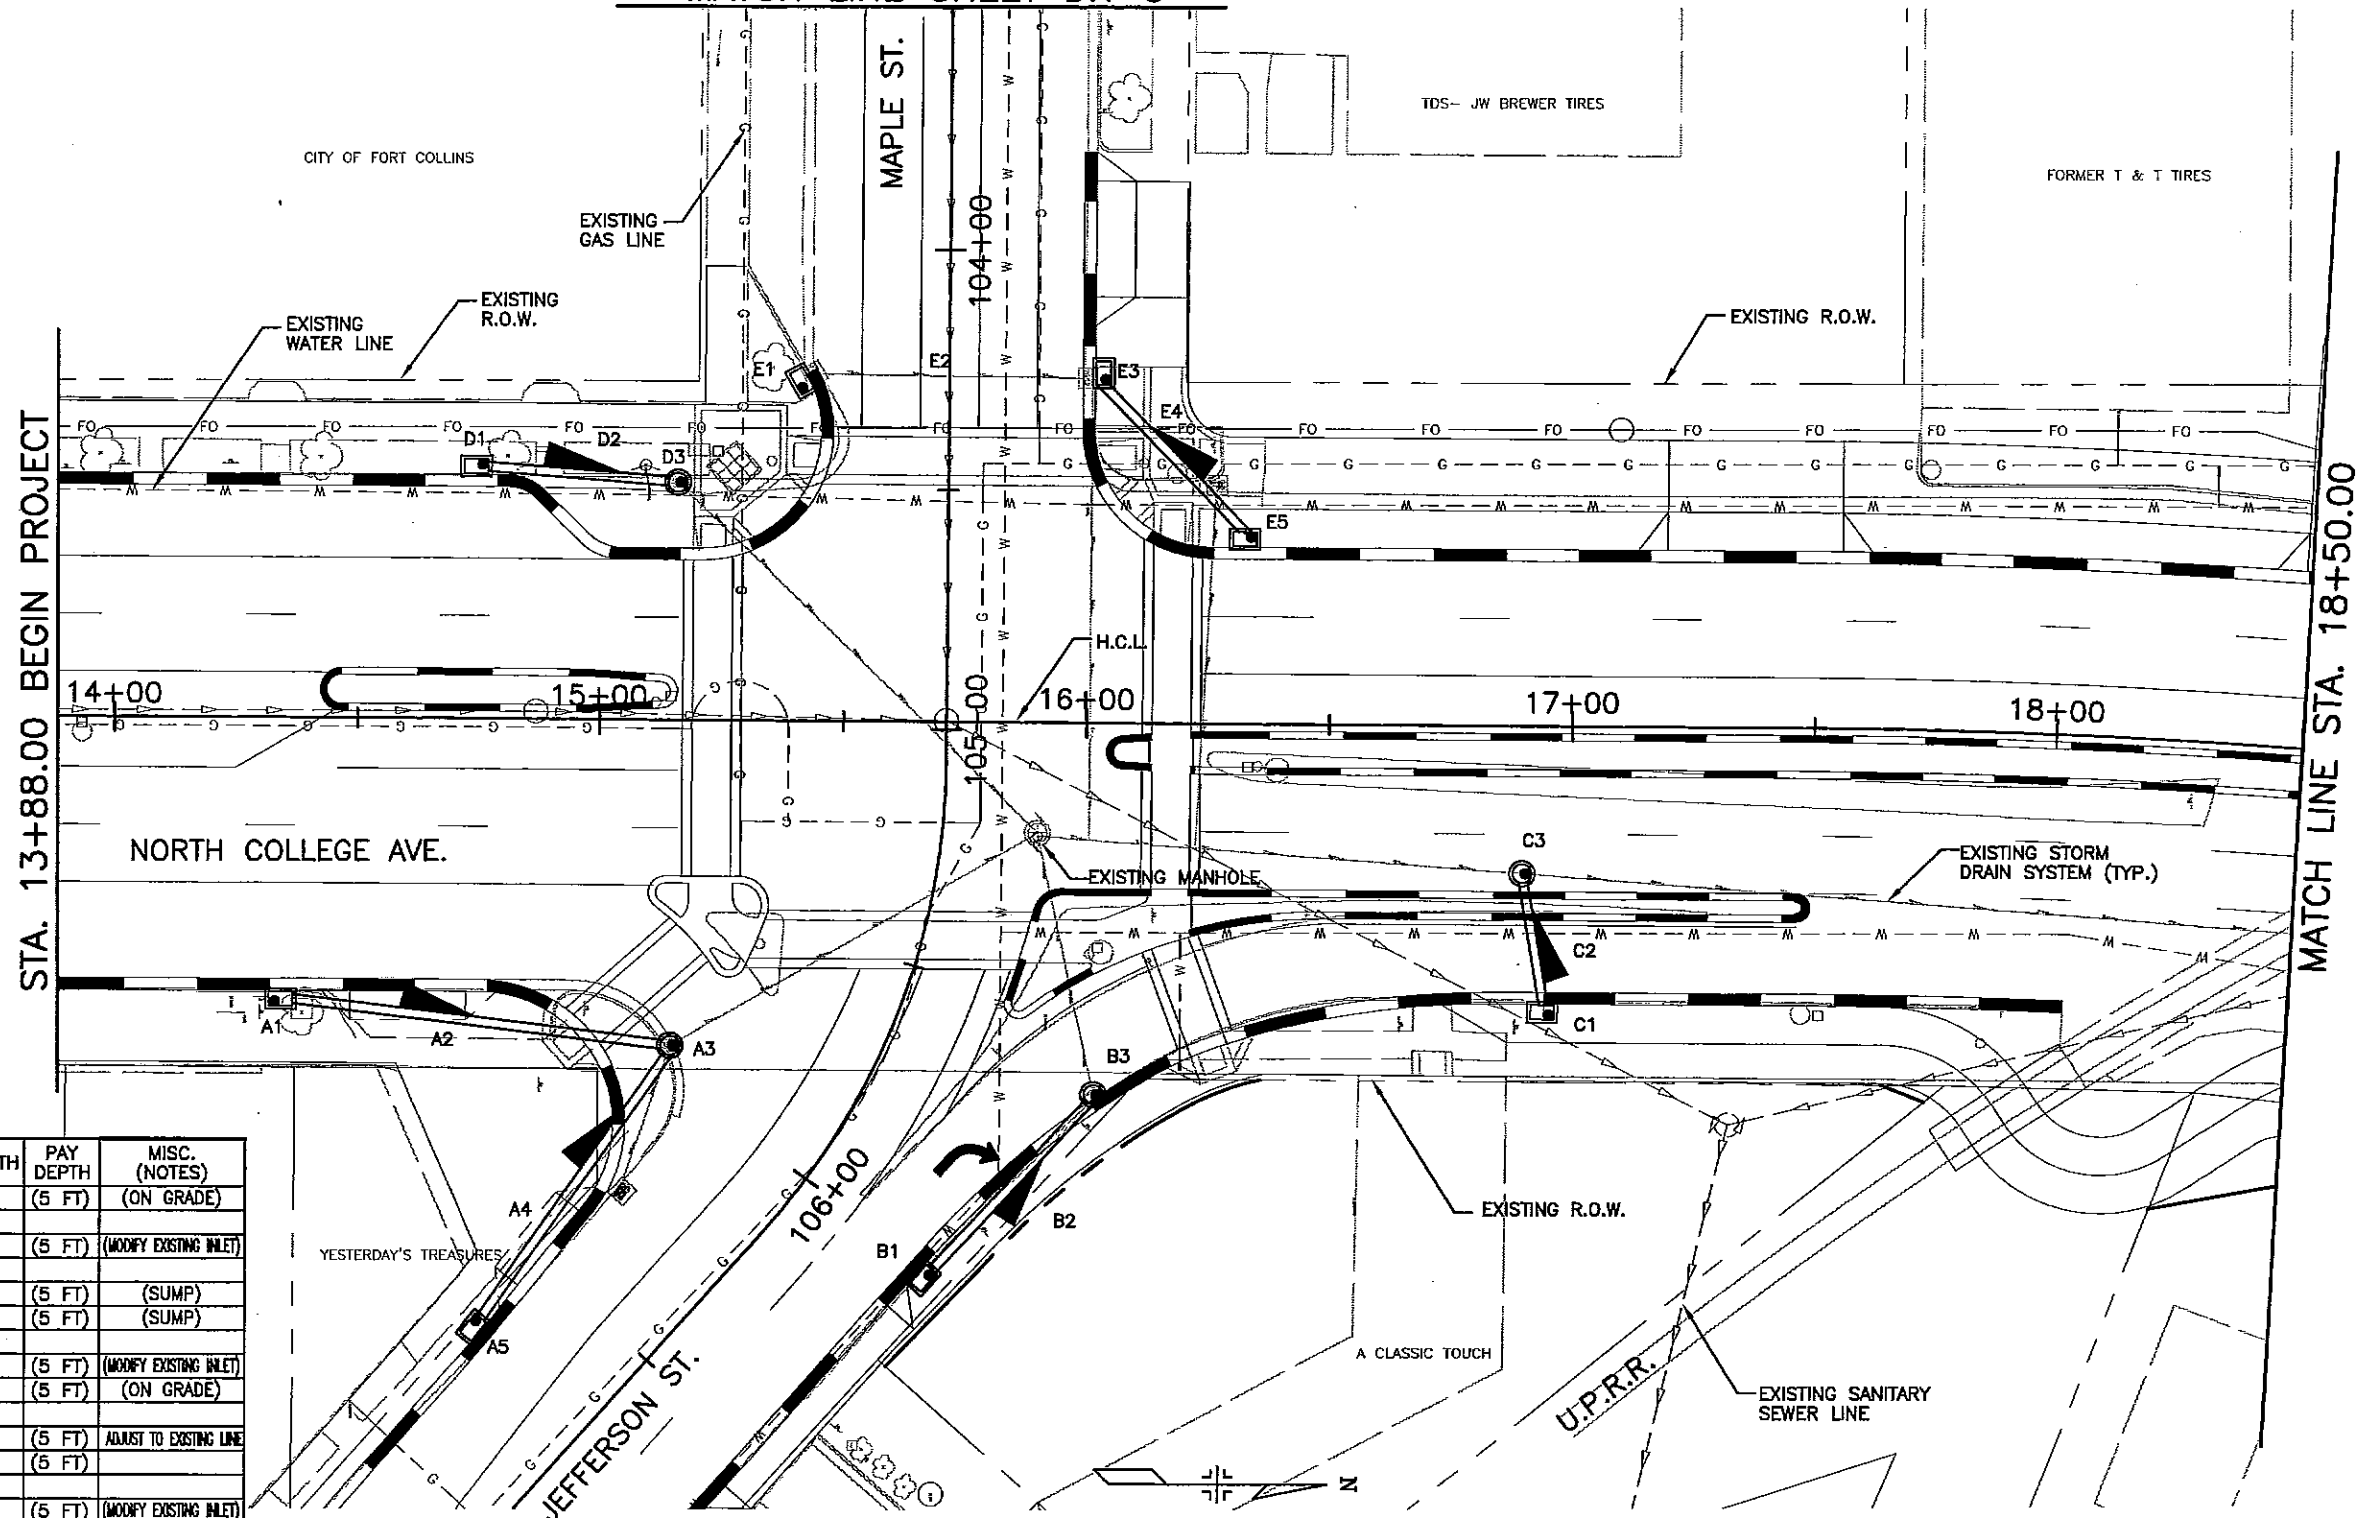 CITY OF FORT COLLINS
MAPLE ST.
TDS- JW BREWER TIRES
FORMER T & T TIRES
EXISTING
GAS LINE
104+00
EXISTING
R.O.W.
EXISTING
WATER LINE
EXISTING R.O.W.
E1
E2
E3
E4
E5
D1
D2
D3
STA. 13+88.00 BEGIN PROJECT
MATCH LINE STA. 18+50.00
H.C.L.
14+00
15+00
105+00
16+00
17+00
18+00
NORTH COLLEGE AVE.
EXISTING MANHOLE
C3
C2
C1
EXISTING STORM
DRAIN SYSTEM (TYP.)
A1
A2
A3
A4
A5
B3
B2
B1
106+00
EXISTING R.O.W.
YESTERDAY'S TREASURES
JEFFERSON ST.
A CLASSIC TOUCH
U.P.R.R.
EXISTING SANITARY
SEWER LINE
N
TH PAY DEPTH MISC. (NOTES)
(5 FT) (ON GRADE)
(5 FT) (MODIFY EXISTING INLET)
(5 FT) (SUMP)
(5 FT) (SUMP)
(5 FT) (MODIFY EXISTING INLET)
(5 FT) (ON GRADE)
(5 FT) ADJUST TO EXISTING LINE
(5 FT)
(5 FT) (MODIFY EXISTING INLET)